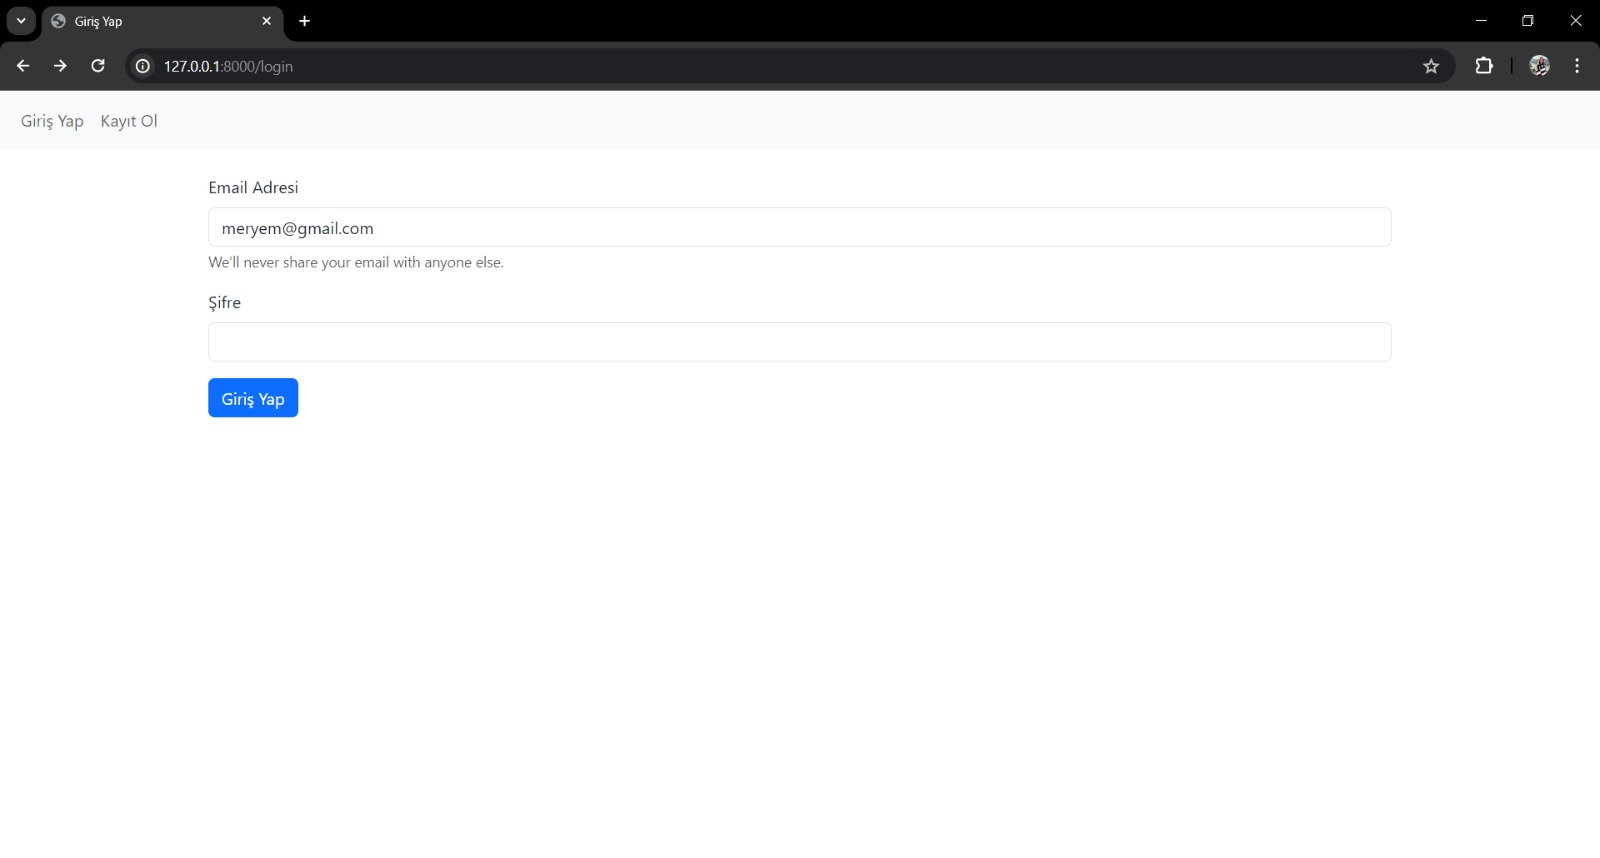 Giriş Yap
127.0.0.1:8000/login
Giriş Yap Kayıt Ol
Email Adresi
meryem@gmail.com
We'll never share your email with anyone else.
Şifre
Giriş Yap